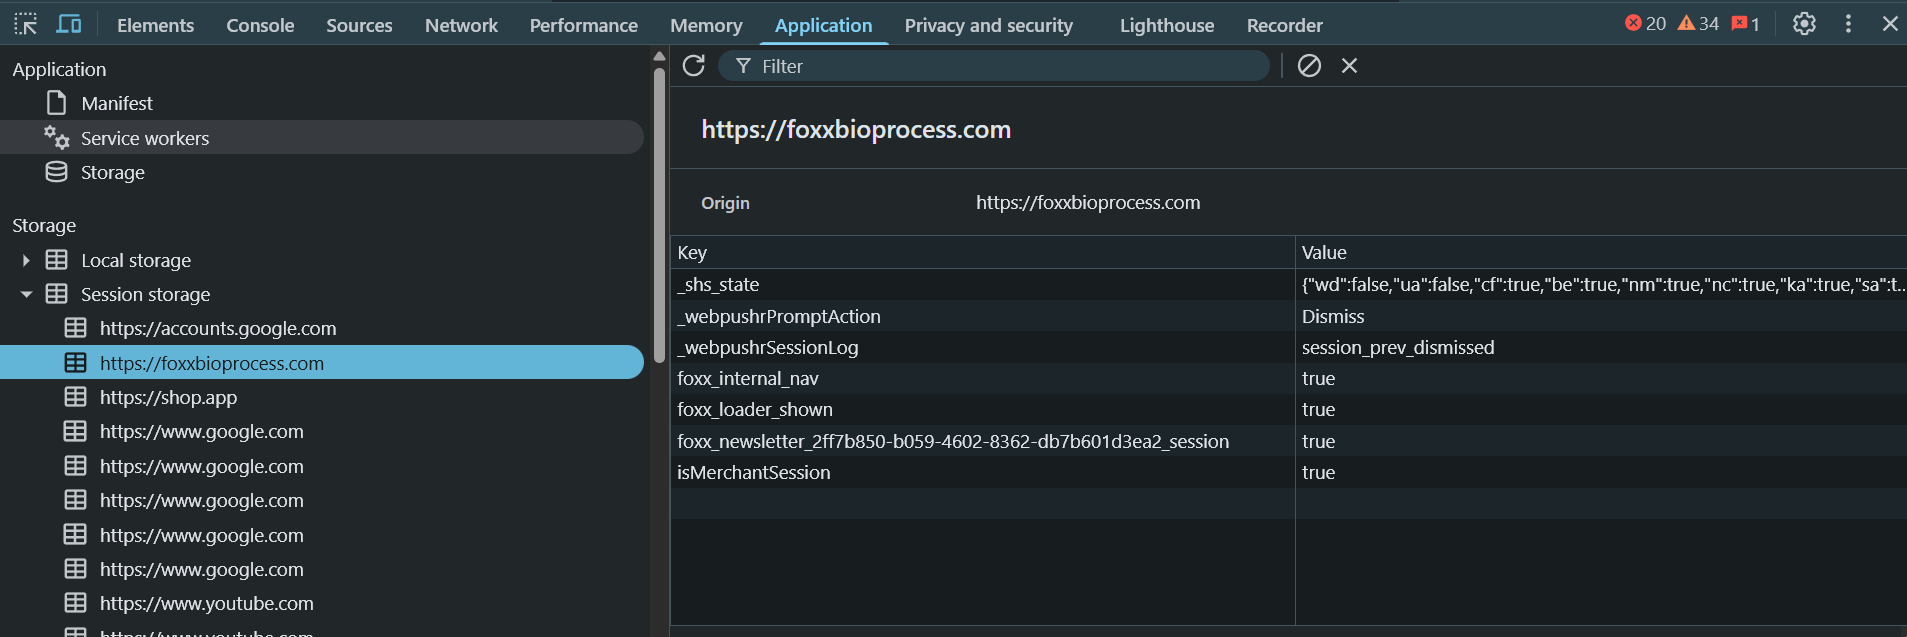 Elements Console Sources Network Performance Memory Application Privacy and security Lighthouse Recorder 20 34 1
Application
Manifest
Service workers
Storage
Storage
Local storage
Session storage
https://accounts.google.com
https://foxxbioprocess.com
https://shop.app
https://www.google.com
https://www.google.com
https://www.google.com
https://www.google.com
https://www.google.com
https://www.youtube.com
https://www.youtube.com
Filter
https://foxxbioprocess.com
Origin https://foxxbioprocess.com
Key Value
_shs_state {"wd":false,"ua":false,"cf":true,"be":true,"nm":true,"nc":true,"ka":true,"sa":t...
_webpushrPromptAction Dismiss
_webpushrSessionLog session_prev_dismissed
foxx_internal_nav true
foxx_loader_shown true
foxx_newsletter_2ff7b850-b059-4602-8362-db7b601d3ea2_session true
isMerchantSession true